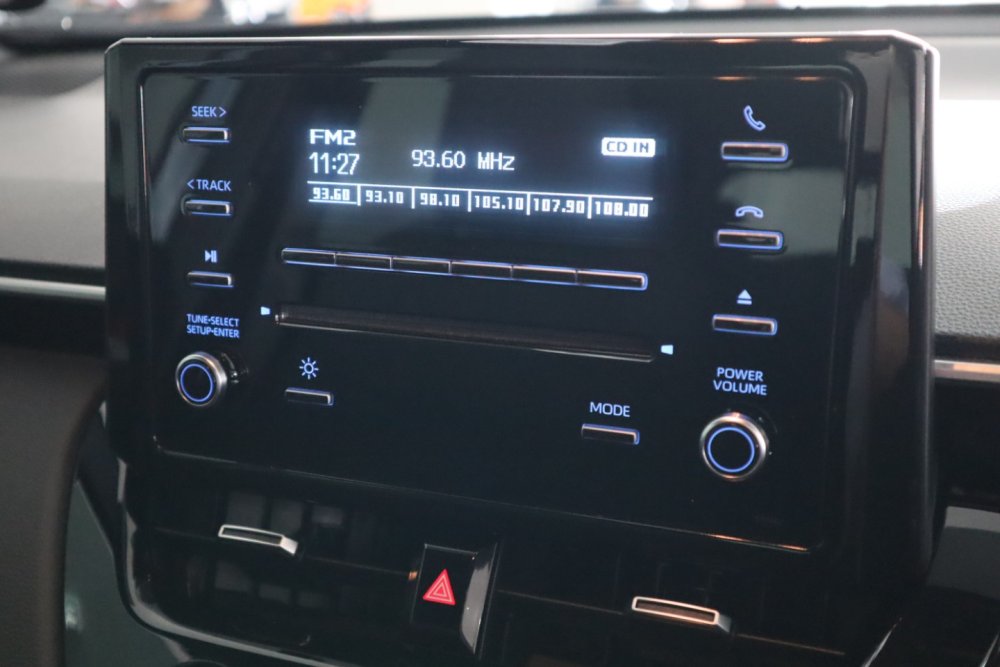 SEEK >
FM2
CD IN
11:27
93.60 MHz
< TRACK
93.60 93.10 98.10 105.10 107.90 108.00
TUNE•SELECT
SETUP•ENTER
POWER
VOLUME
MODE